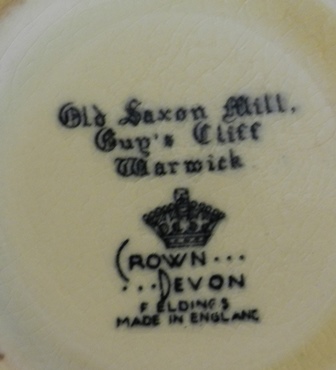 Old Saxon Mill.
Guy's Cliff
Warwick
CROWN...
...DEVON
FIELDINGS
MADE IN ENGLAND